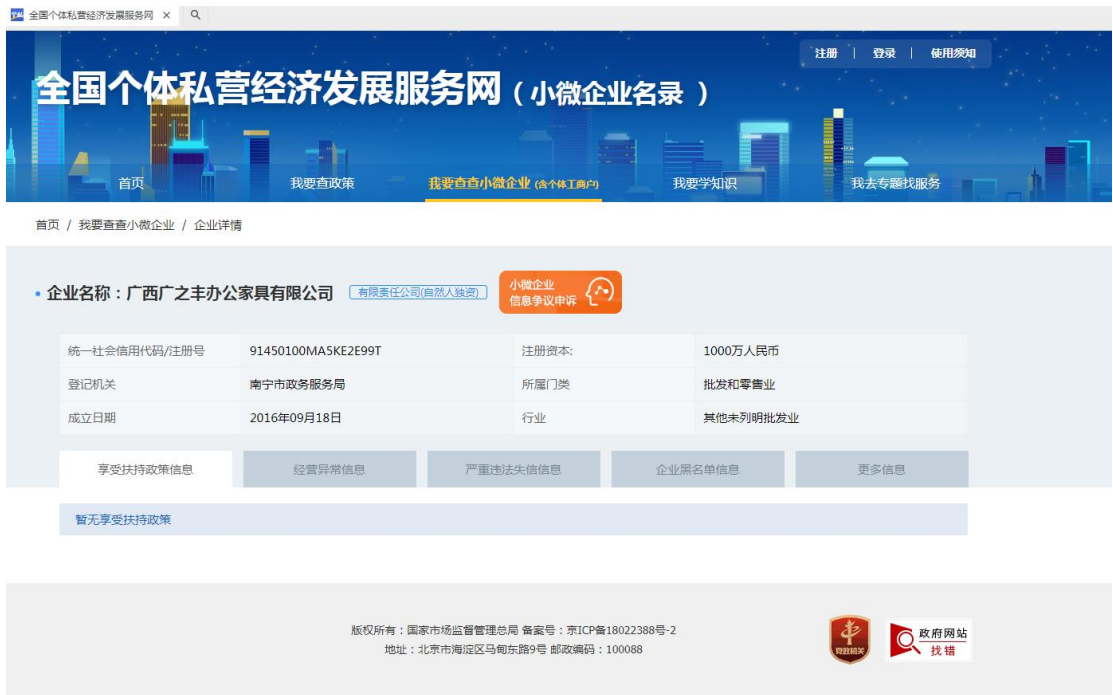 全国个体私营经济发展服务网
注册 | 登录 | 使用须知
全国个体私营经济发展服务网（小微企业名录）
首页 我要查政策 我要查查小微企业 (含个体工商户) 我要学知识 我去专题找服务
首页 / 我要查查小微企业 / 企业详情
企业名称：广西广之丰办公家具有限公司 有限责任公司(自然人独资) 小微企业
信息争议申诉
统一社会信用代码/注册号 91450100MA5KE2E99T 注册资本: 1000万人民币
登记机关 南宁市政务服务局 所属门类 批发和零售业
成立日期 2016年09月18日 行业 其他未列明批发业
享受扶持政策信息 经营异常信息 严重违法失信信息 企业黑名单信息 更多信息
暂无享受扶持政策
版权所有：国家市场监督管理总局 备案号：京ICP备18022388号-2
地址：北京市海淀区马甸东路9号 邮政编码：100088
党政机关
政府网站
找错